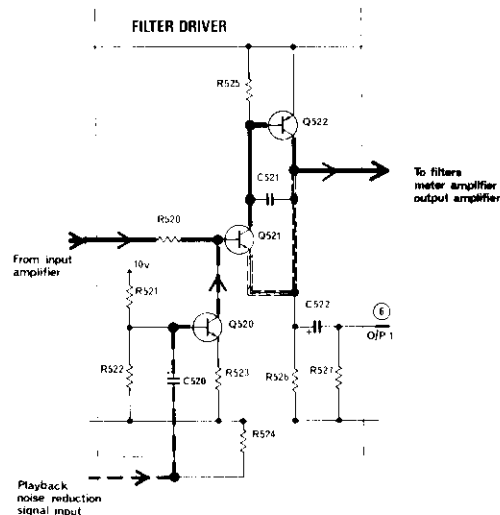 FILTER DRIVER
R525
Q522
C521
To filters
meter amplifier
output amplifier
R520
Q521
From input
amplifier
10v
R521
C522
6
+
O/P 1
Q520
R522
C520
R523
R526
R527
R524
Playback
noise reduction
signal input